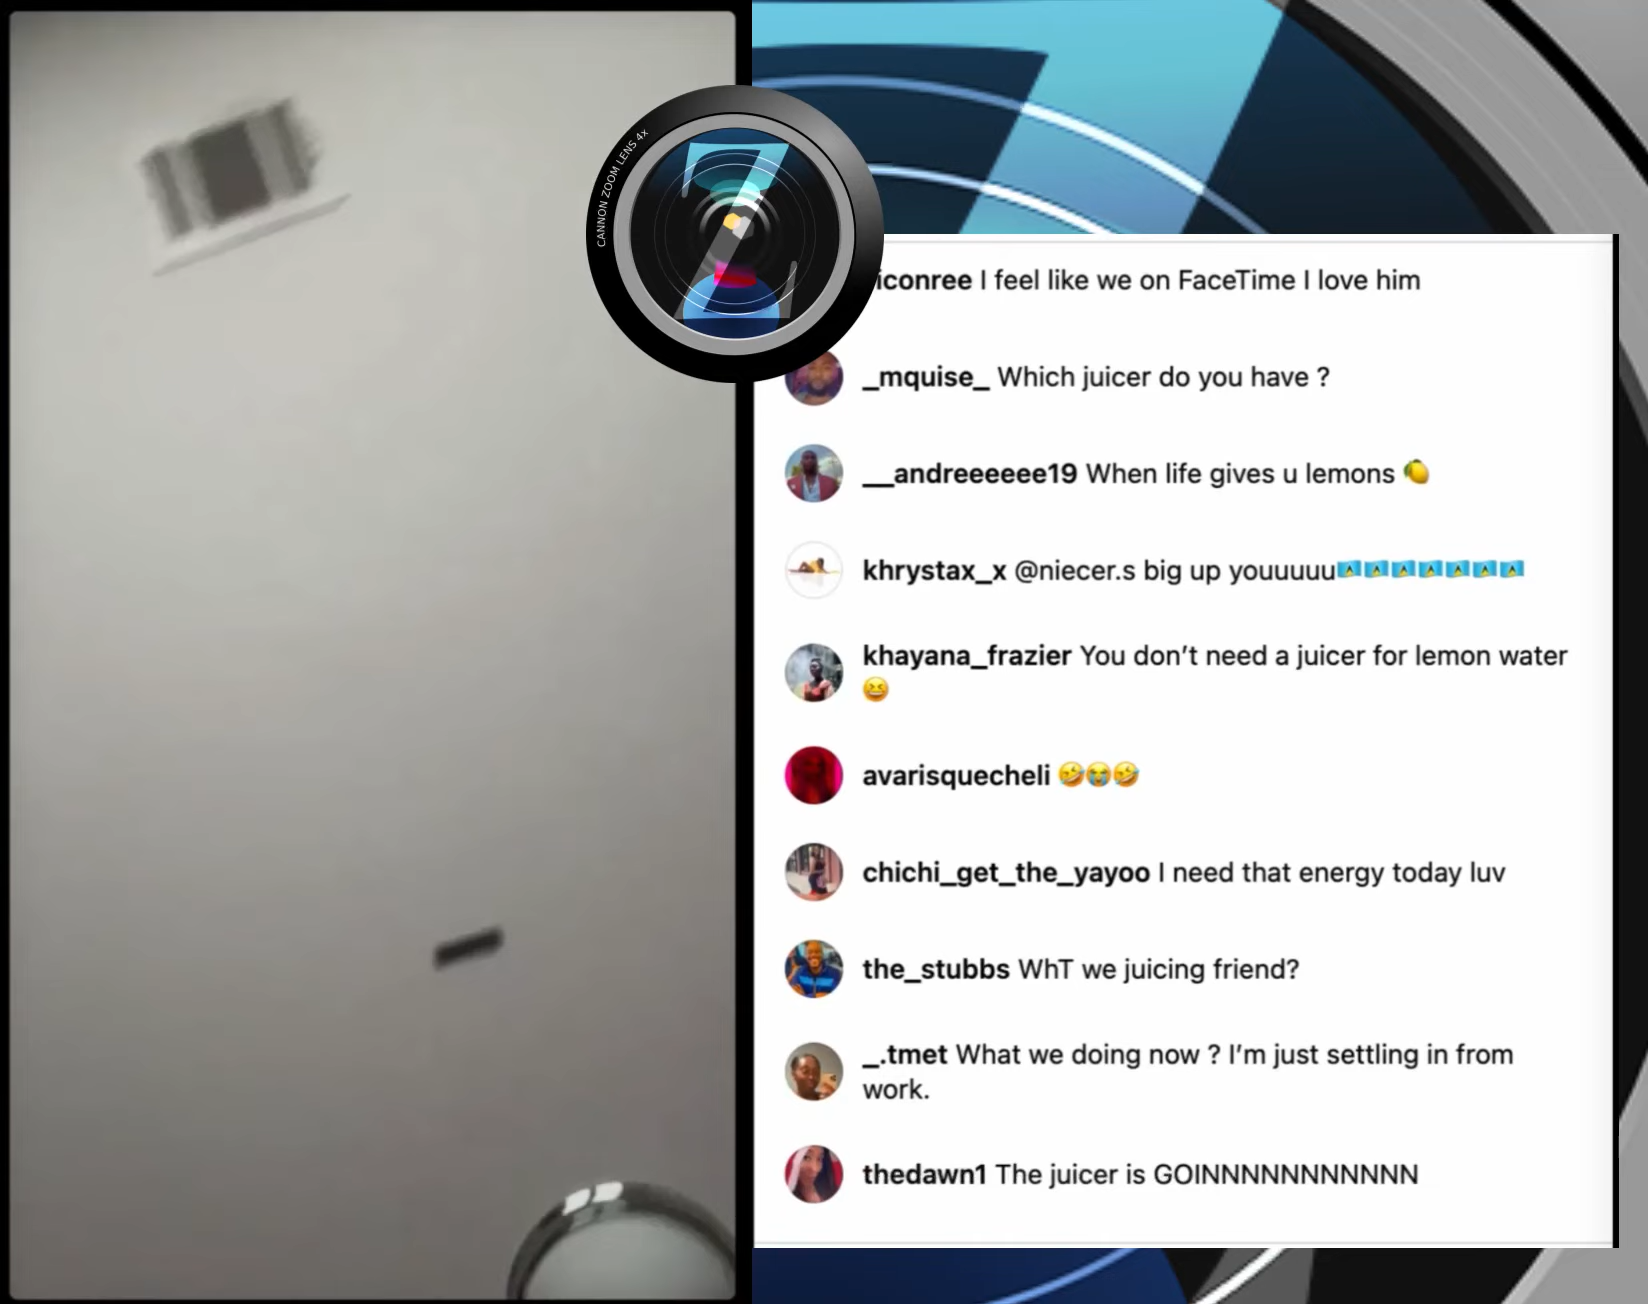 CANNON ZOOM LENS 4x
iconree I feel like we on FaceTime I love him
_mquise_ Which juicer do you have ?
__andreeeeee19 When life gives u lemons 🍋
khrystax_x @niecer.s big up youuuuu🇱🇨🇱🇨🇱🇨🇱🇨🇱🇨🇱🇨🇱🇨
khayana_frazier You don’t need a juicer for lemon water
😆
avarisquecheli 🤣😭🤣
chichi_get_the_yayoo I need that energy today luv
the_stubbs WhT we juicing friend?
_.tmet What we doing now ? I’m just settling in from
work.
thedawn1 The juicer is GOINNNNNNNNNNN